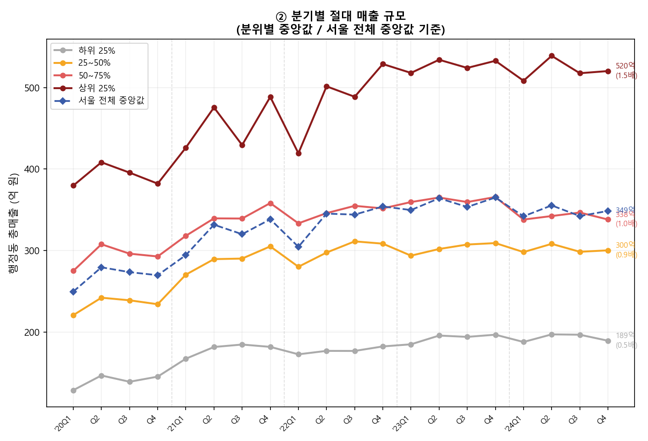 ② 분기별 절대 매출 규모
(분위별 중앙값 / 서울 전체 중앙값 기준)
하위 25%
25~50%
50~75%
상위 25%
서울 전체 중앙값
행정동 총매출 (억 원)
500
400
300
200
520억
(1.5배)
349억
338억
(1.0배)
300억
(0.9배)
189억
(0.5배)
'20Q1
Q2
Q3
Q4
'21Q1
Q2
Q3
Q4
'22Q1
Q2
Q3
Q4
'23Q1
Q2
Q3
Q4
'24Q1
Q2
Q3
Q4